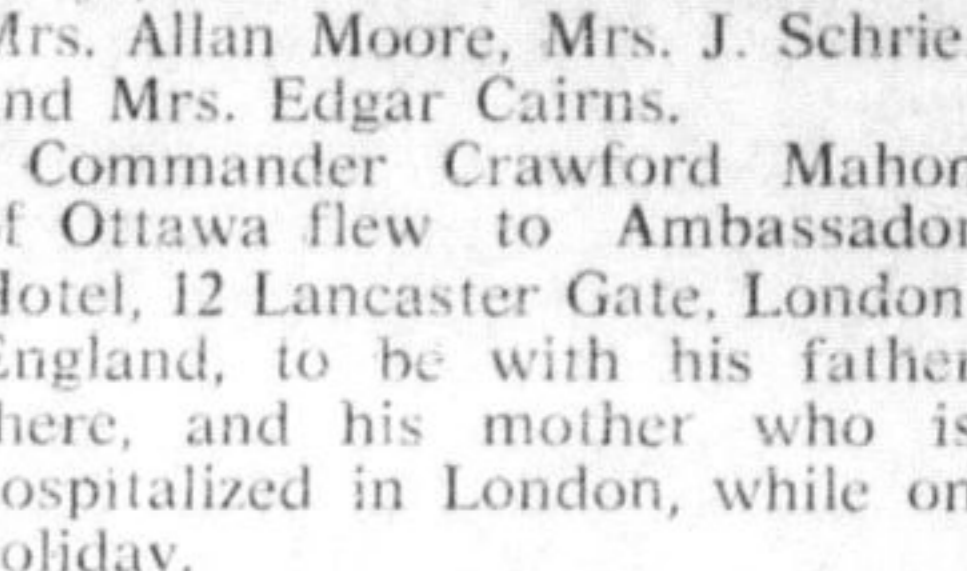 Mrs. Allan Moore, Mrs. J. Schrie
nd Mrs. Edgar Cairns.
Commander Crawford Mahon
f Ottawa flew to Ambassador
Hotel, 12 Lancaster Gate, London
England, to be with his father
here, and his mother who is
ospitalized in London, while on
oliday.